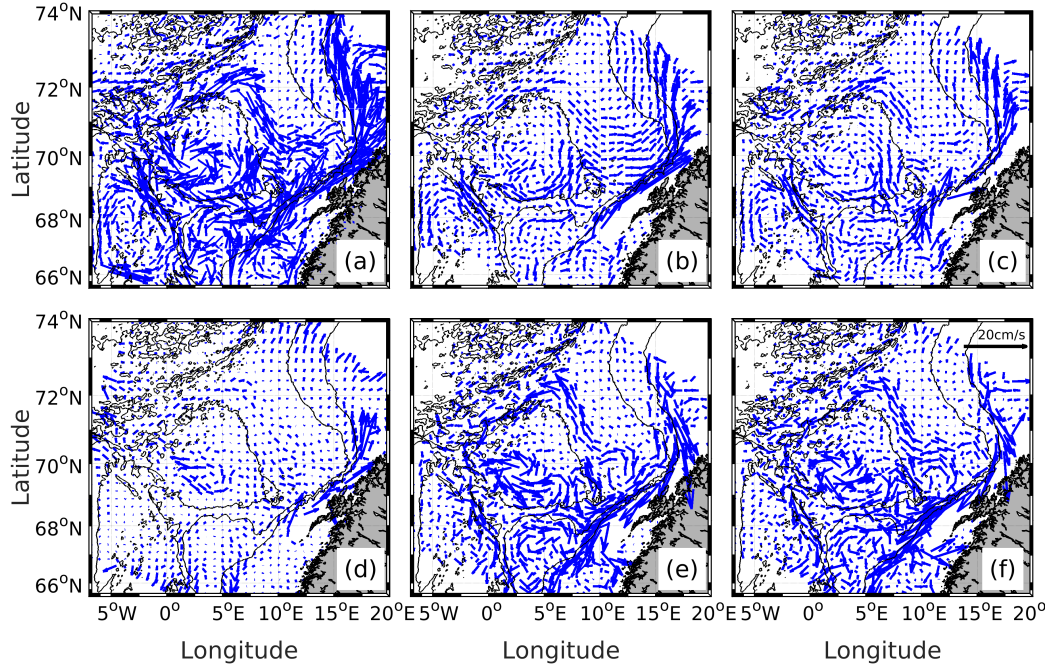 74°N
72°N
70°N
68°N
66°N
Latitude
(a)
(b)
(c)
74°N
72°N
70°N
68°N
66°N
Latitude
20cm/s
(d)
(e)
(f)
5°W 0° 5°E 10°E 15°E 20°E
5°W 0° 5°E 10°E 15°E 20°E
5°W 0° 5°E 10°E 15°E 20°
Longitude Longitude Longitude